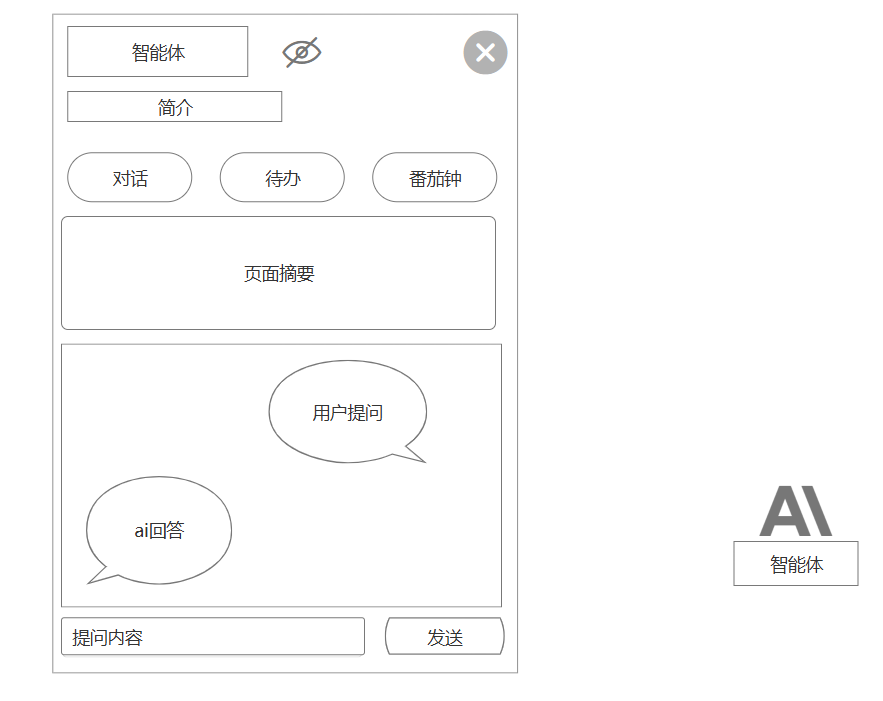 智能体
简介
对话
待办
番茄钟
页面摘要
用户提问
ai回答
提问内容
发送
AI
智能体